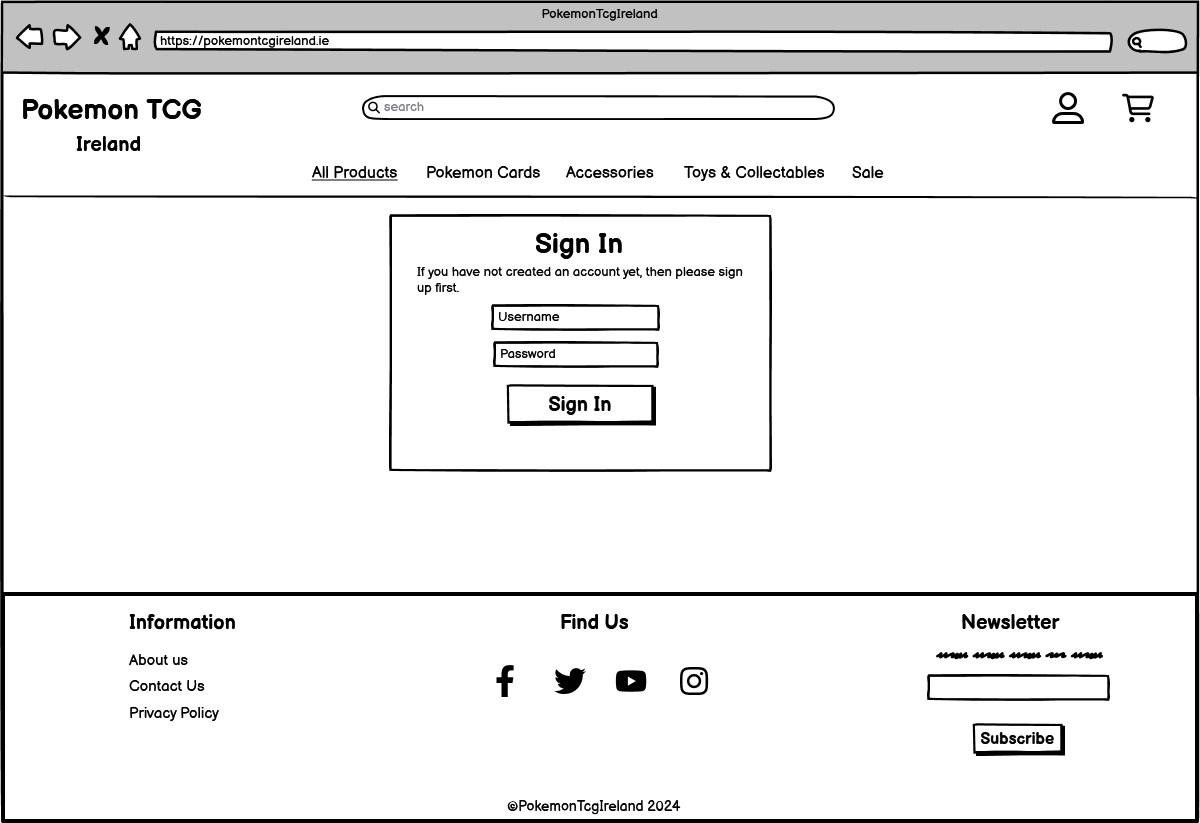 PokemonTcgIreland
https://pokemontcgireland.ie
Pokemon TCG
Ireland
search
All Products Pokemon Cards Accessories Toys & Collectables Sale
Sign In
If you have not created an account yet, then please sign
up first.
Username
Password
Sign In
Information Find Us Newsletter
About us
Contact Us
Privacy Policy
Subscribe
©PokemonTcgIreland 2024